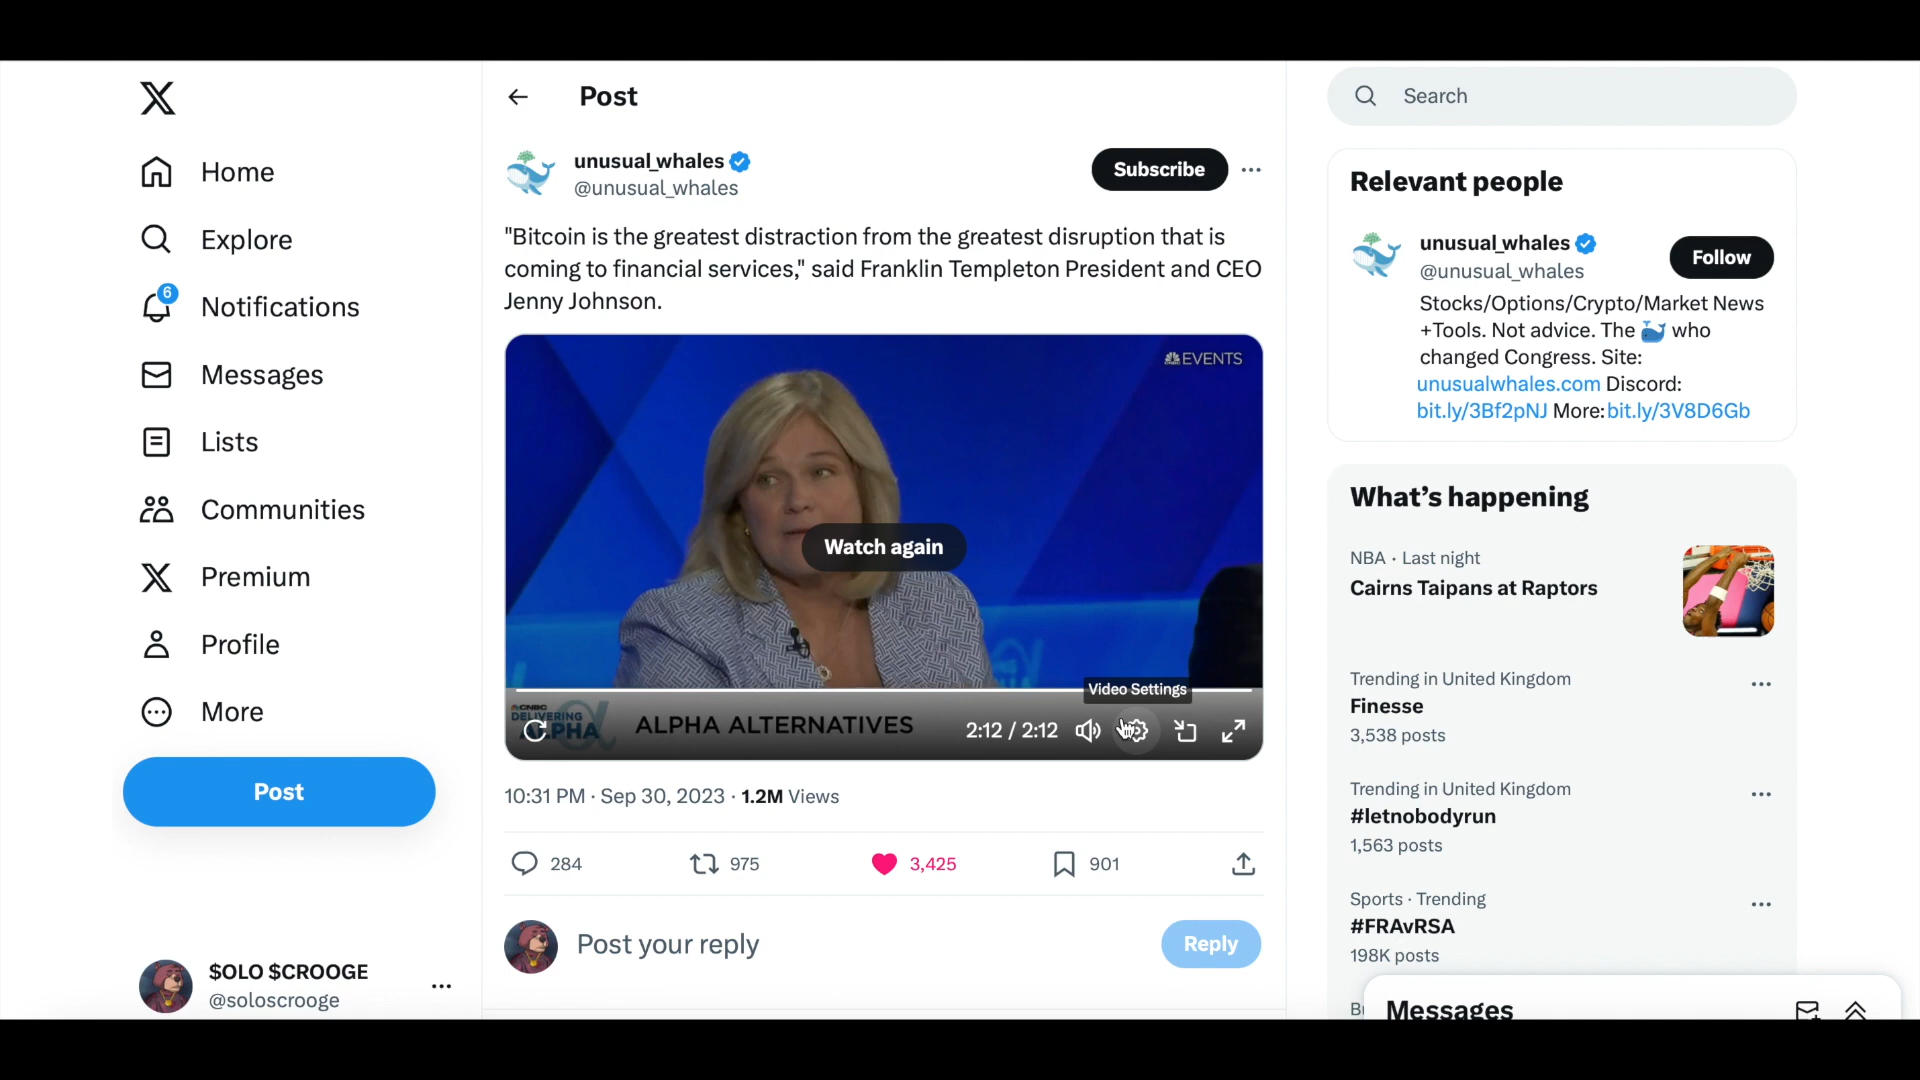 Home
Explore
6
Notifications
Messages
Lists
Communities
Premium
Profile
More
Post
$OLO $CROOGE
@soloscrooge
Post
unusual_whales
@unusual_whales
Subscribe
"Bitcoin is the greatest distraction from the greatest disruption that is
coming to financial services," said Franklin Templeton President and CEO
Jenny Johnson.
EVENTS
Watch again
Video Settings
CNBC
DELIVERING
ALPHA
ALPHA ALTERNATIVES
2:12 / 2:12
10:31 PM · Sep 30, 2023 · 1.2M Views
284
975
3,425
901
Post your reply
Reply
Search
Relevant people
unusual_whales
@unusual_whales
Follow
Stocks/Options/Crypto/Market News
+Tools. Not advice. The 🐳 who
changed Congress. Site:
unusualwhales.com Discord:
bit.ly/3Bf2pNJ More:bit.ly/3V8D6Gb
What's happening
NBA · Last night
Cairns Taipans at Raptors
Trending in United Kingdom
Finesse
3,538 posts
Trending in United Kingdom
#letnobodyrun
1,563 posts
Sports · Trending
#FRAvRSA
198K posts
Messages